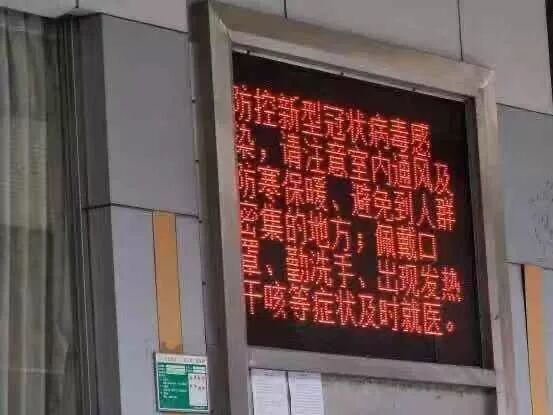 防控新型冠状病毒感
染，请注意室内通风及
防寒保暖、避免到人群
密集的地方；佩戴口
罩、勤洗手、出现发热
干咳等症状及时就医。